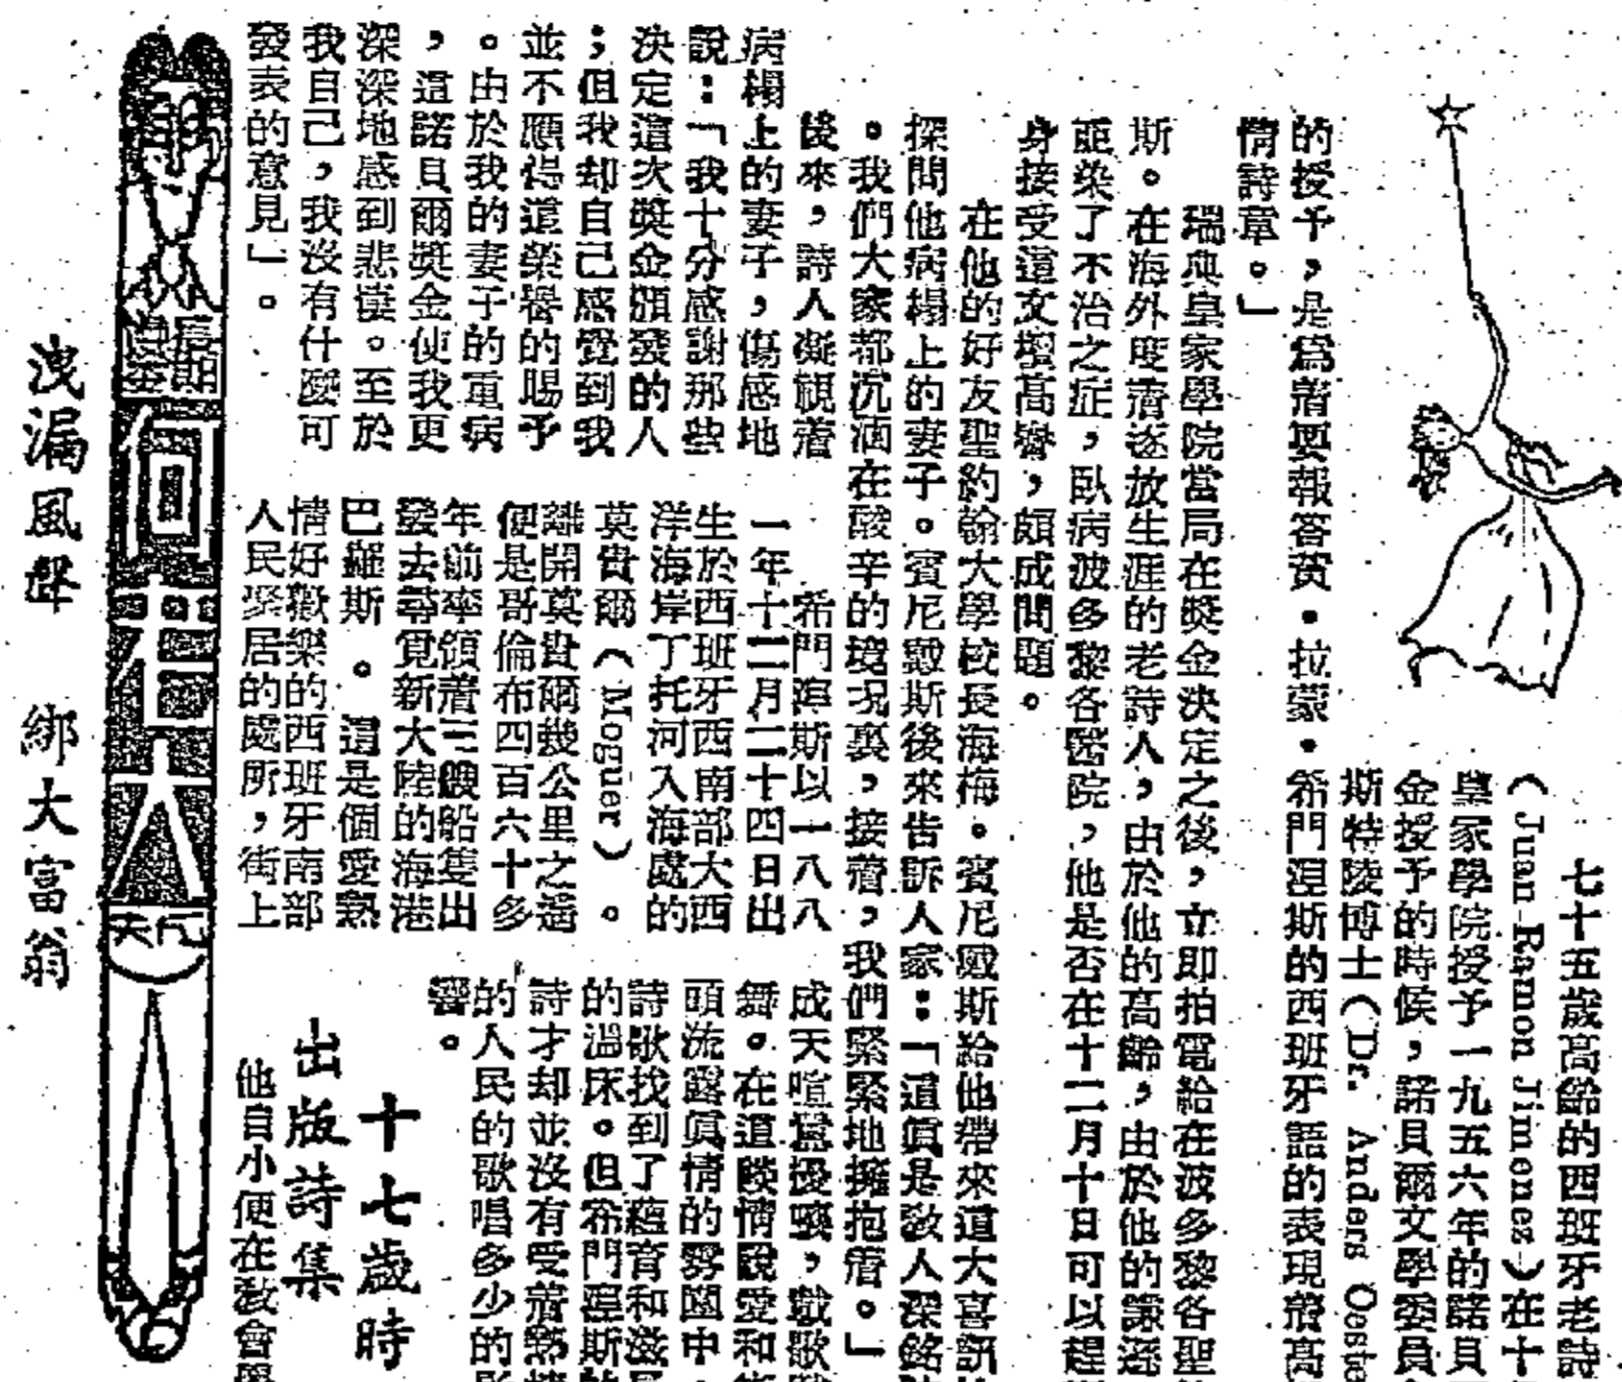 七十五歲高齡的西班牙老詩
(Juan Ramon Jimenez)在十
皇家學院授予一九五六年的諾貝
金授予的時候，諾貝爾文學委員
斯特陵博士(Dr. Anders Oste
的授予，是爲着要報答黃·拉蒙·希門涅斯的西班牙語的表現着高
情詩章。」
瑞典皇家學院當局在獎金決定之後，立即拍電給在波多黎各聖
斯。在海外度着逐放生涯的老詩人，由於他的高齡，由於他的
距染了不治之症，臥病波多黎各醫院，他是否在十二月十日可以趕
身接受這文壇高譽，頗成問題。
在他的好友聖約翰大學校長海梅。賓尼戴斯給他帶來這大喜訊
探問他病榻上的妻子。賓尼戴斯後來告訴人家：「這眞是敎人深銘
。我們大家都沉湎在酸辛的境況裏，接着，我們緊緊地擁抱着。」
後來，詩人凝視着
病榻上的妻子，傷感地
說：「我十分感謝那些
決定這次獎金頒發的人
；但我却自己感覺到我
並不應得這榮譽的賜予
。由於我的妻子的重病
，這諾貝爾獎金使我更
深深地感到悲悽。至於
我自己，我沒有什麼可
發表的意見」。
希門涅斯以一八八
一年十二月二十四日出
生於西班牙西南部大西
洋海岸丁托河入海處的
莫貴爾(Moguer)。
離開莫貴爾幾公里之遙
便是哥倫布四百六十多
年前率領着三艘船隻出
發去尋覓新大陸的海港
巴羅斯。這是個愛熱
情好歡樂的西班牙南部
人民聚居的處所，街上
成天喧，戰歌
舞。在這談情說愛和
頭流露眞情的雰圍中
詩歌找到了蘊育和滋
的溫床。但希門涅斯
詩才却並沒有受着
的人民的歌唱多少的影
響。
十七歲時
出版詩集
他自小便在敎會學
洩漏風聲　綁大富翁